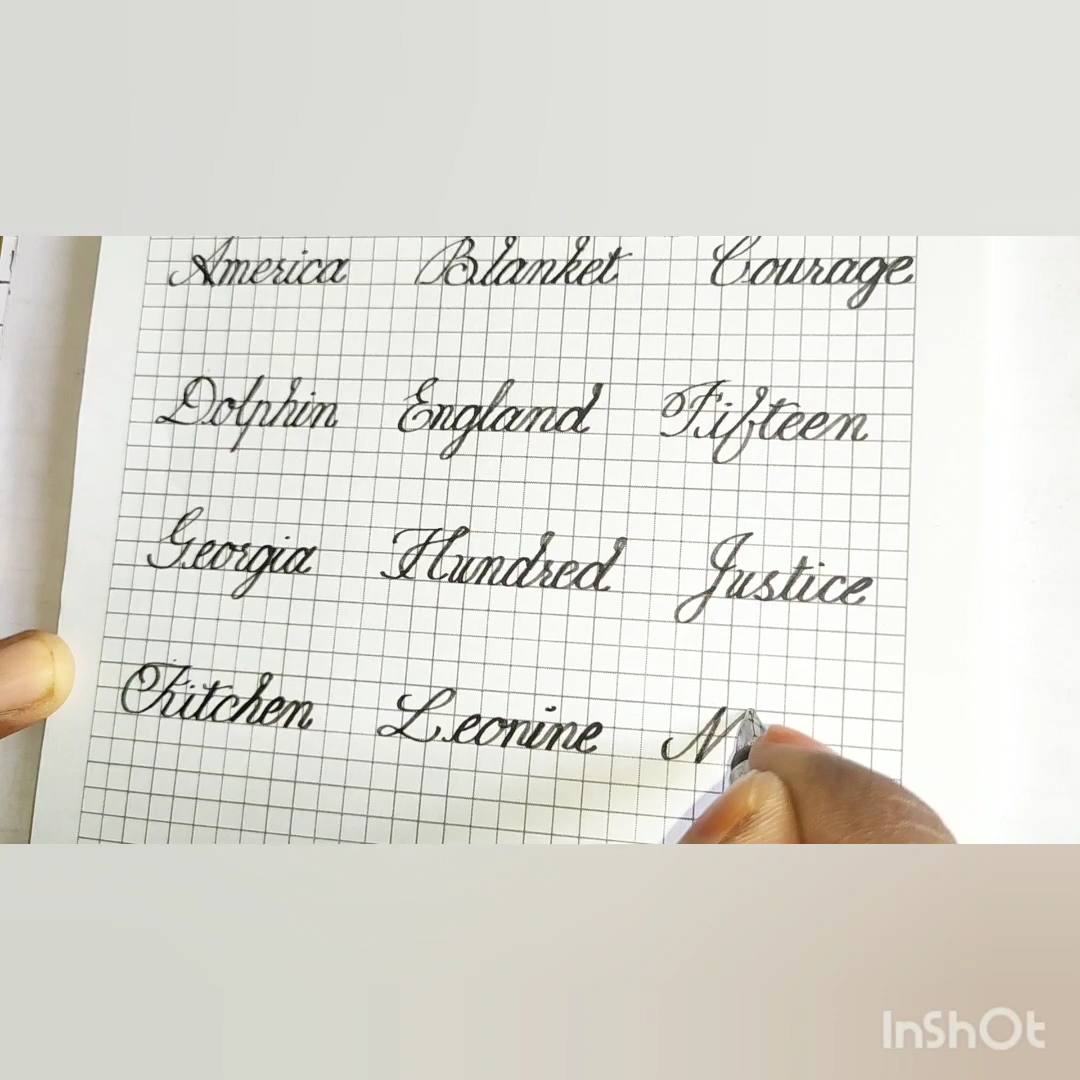 America Blanket Courage
Dolphin England Fifteen
Georgia Hundred Justice
Kitchen Leonine
InShOt